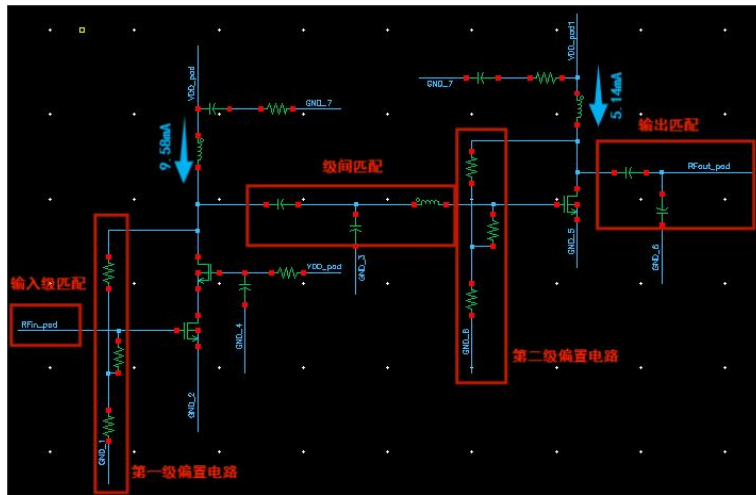 VDD_pad
GND_7
9.58mA
VDD_pad1
GND_7
5.14mA
输出匹配
RFout_pad
级间匹配
GND_3
GND_5
GND_6
输入级匹配
VDD_pad
RFin_pad
GND_4
GND_8
第二级偏置电路
GND_2
GND_1
第一级偏置电路